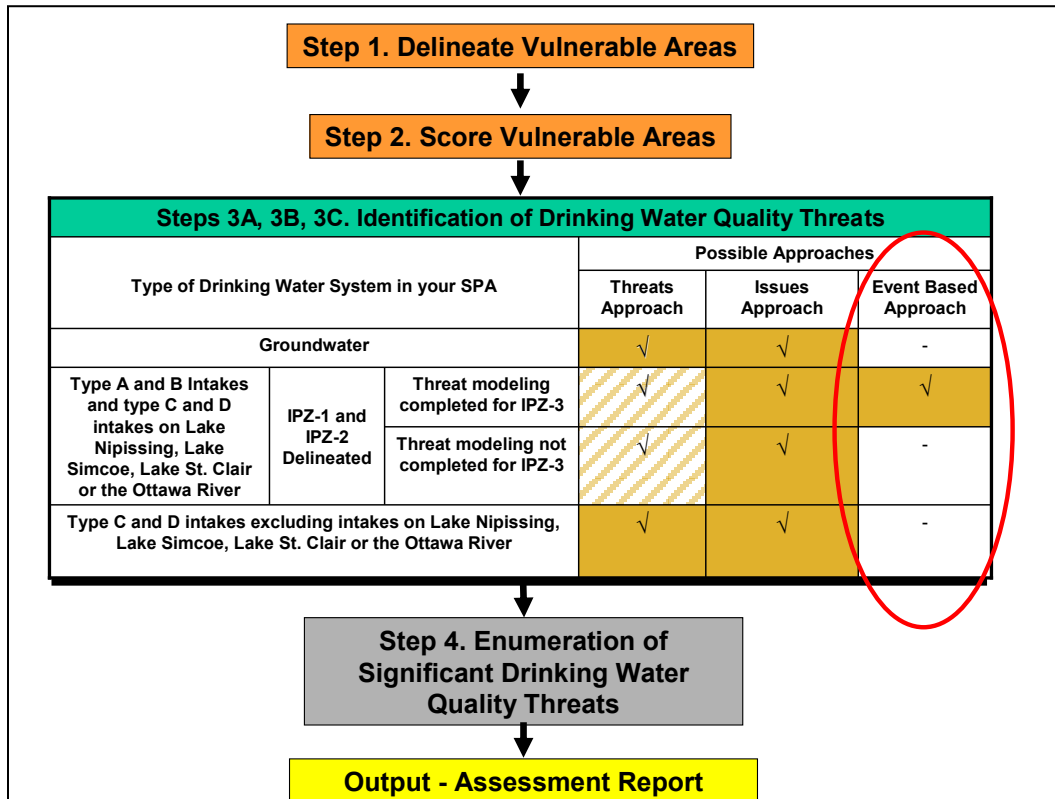 Step 1. Delineate Vulnerable Areas
Step 2. Score Vulnerable Areas
Steps 3A, 3B, 3C. Identification of Drinking Water Quality Threats
Type of Drinking Water System in your SPA
Possible Approaches
Threats
Approach
Issues
Approach
Event Based
Approach
Groundwater
√
√
-
Type A and B Intakes
and type C and D
intakes on Lake
Nipissing, Lake
Simcoe, Lake St. Clair
or the Ottawa River
IPZ-1 and
IPZ-2
Delineated
Threat modeling
completed for IPZ-3
√
√
√
Threat modeling not
completed for IPZ-3
√
√
-
Type C and D intakes excluding intakes on Lake Nipissing,
Lake Simcoe, Lake St. Clair or the Ottawa River
√
√
-
Step 4. Enumeration of
Significant Drinking Water
Quality Threats
Output - Assessment Report